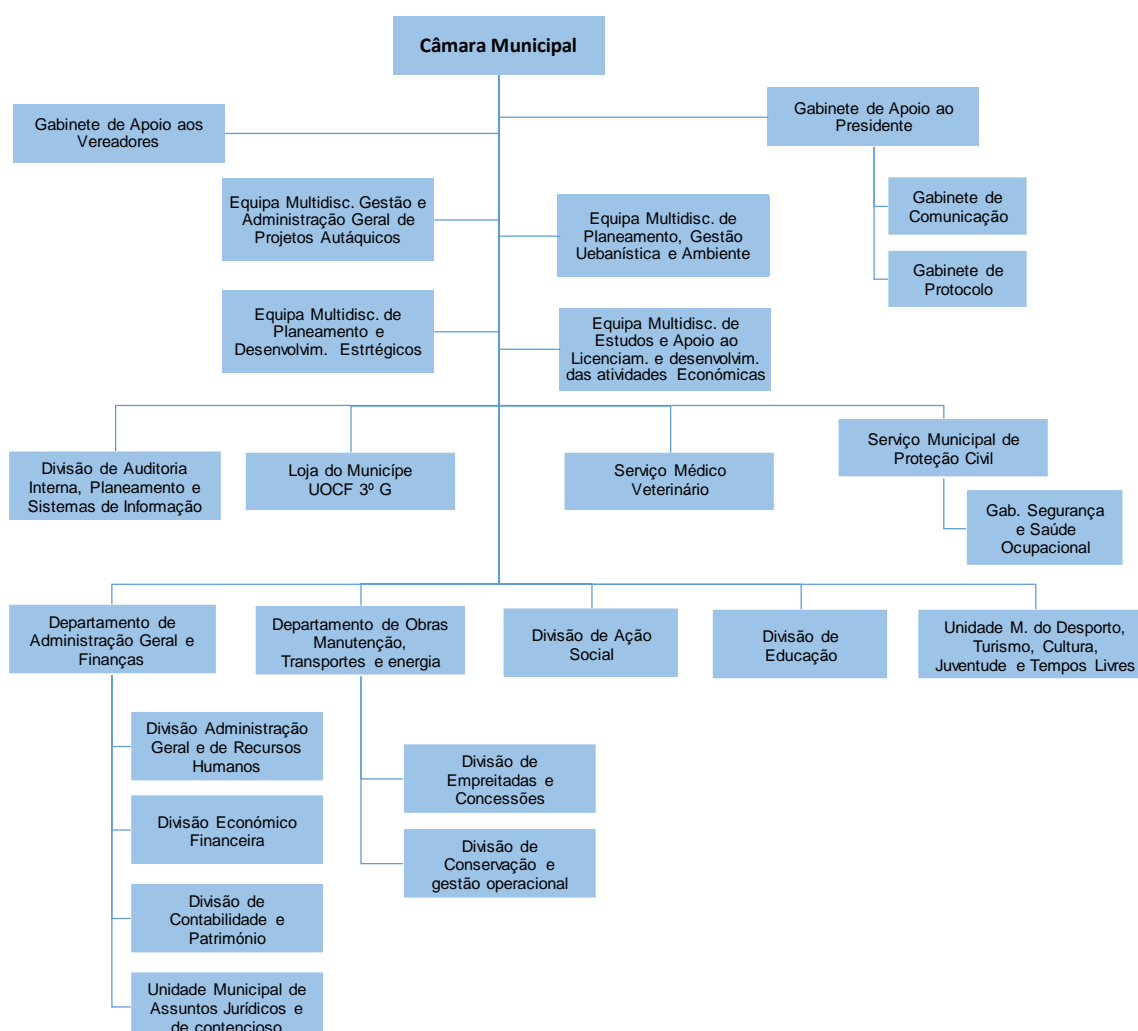 Câmara Municipal
Gabinete de Apoio aos
Vereadores
Gabinete de Apoio ao
Presidente
Gabinete de
Comunicação
Gabinete de
Protocolo
Equipa Multidisc. Gestão e
Administração Geral de
Projetos Autáquicos
Equipa Multidisc. de
Planeamento, Gestão
Uebanística e Ambiente
Equipa Multidisc. de
Planeamento e
Desenvolvim. Estrtégicos
Equipa Multidisc. de
Estudos e Apoio ao
Licenciam. e desenvolvim.
das atividades Económicas
Divisão de Auditoria
Interna, Planeamento e
Sistemas de Informação
Loja do Municípe
UOCF 3º G
Serviço Médico
Veterinário
Serviço Municipal de
Proteção Civil
Gab. Segurança
e Saúde
Ocupacional
Departamento de
Administração Geral e
Finanças
Departamento de Obras
Manutenção,
Transportes e energia
Divisão de Ação
Social
Divisão de
Educação
Unidade M. do Desporto,
Turismo, Cultura,
Juventude e Tempos Livres
Divisão Administração
Geral e de Recursos
Humanos
Divisão Económico
Financeira
Divisão de
Contabilidade e
Património
Unidade Municipal de
Assuntos Jurídicos e
de contencioso
Divisão de
Empreitadas e
Concessões
Divisão de
Conservação e
gestão operacional